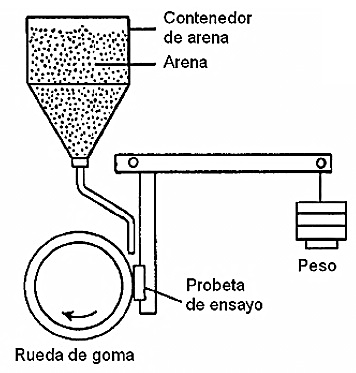 Contenedor
de arena
Arena
Peso
Probeta
de ensayo
Rueda de goma